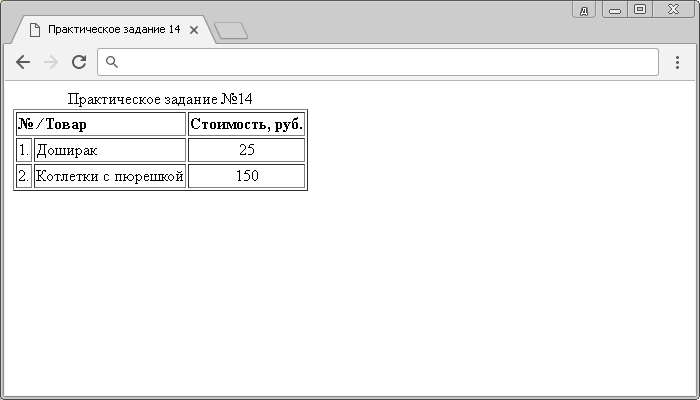 д
Практическое задание 14
Практическое задание №14
№ / Товар Стоимость, руб.
1. Доширак 25
2. Котлетки с пюрешкой 150